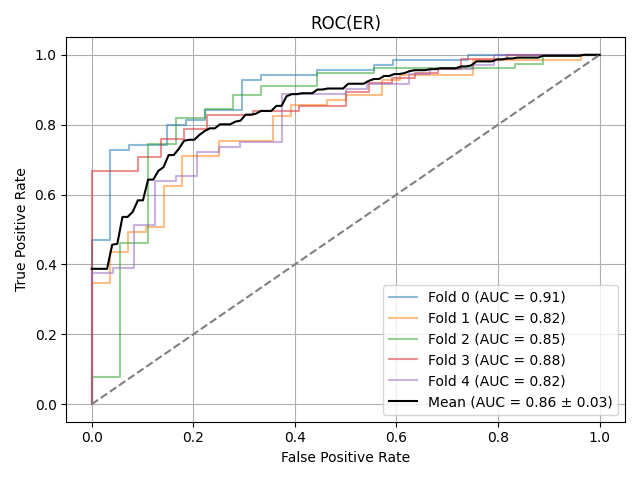 ROC(ER)
True Positive Rate
1.0
0.8
0.6
0.4
0.2
0.0
Fold 0 (AUC = 0.91)
Fold 1 (AUC = 0.82)
Fold 2 (AUC = 0.85)
Fold 3 (AUC = 0.88)
Fold 4 (AUC = 0.82)
Mean (AUC = 0.86 ± 0.03)
0.0 0.2 0.4 0.6 0.8 1.0
False Positive Rate